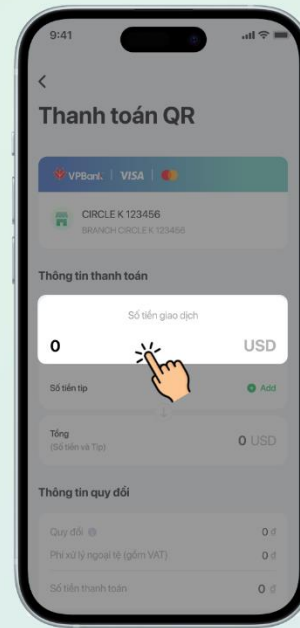 9:41
Thanh toán QR
VPBank VISA
CIRCLE K 123456
BRANCH CIRCLE K 123456
Thông tin thanh toán
Số tiền giao dịch
0 USD
Số tiền tip Add
Tổng 0 USD
(Số tiền và Tip)
Thông tin quy đổi
Quy đổi 0 đ
Phí xử lý ngoại tệ (gồm VAT) 0 đ
Số tiền thanh toán 0 đ